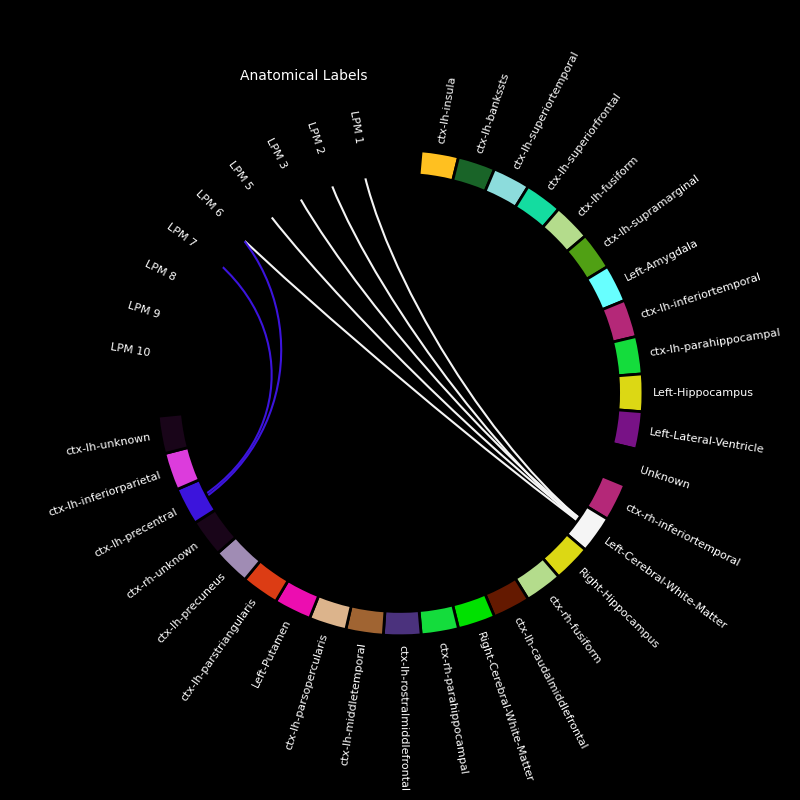 Anatomical Labels
LPM 1
LPM 2
LPM 3
LPM 5
LPM 6
LPM 7
LPM 8
LPM 9
LPM 10
ctx-lh-unknown
ctx-lh-inferiorparietal
ctx-lh-precentral
ctx-rh-unknown
ctx-lh-precuneus
ctx-lh-parstriangularis
Left-Putamen
ctx-lh-parsopercularis
ctx-lh-middletemporal
ctx-lh-rostralmiddlefrontal
ctx-rh-parahippocampal
Right-Cerebral-White-Matter
ctx-lh-caudalmiddlefrontal
ctx-rh-fusiform
Right-Hippocampus
Left-Cerebral-White-Matter
ctx-rh-inferiortemporal
Unknown
Left-Lateral-Ventricle
Left-Hippocampus
ctx-lh-parahippocampal
ctx-lh-inferiortemporal
Left-Amygdala
ctx-lh-supramarginal
ctx-lh-fusiform
ctx-lh-superiorfrontal
ctx-lh-superiortemporal
ctx-lh-bankssts
ctx-lh-insula